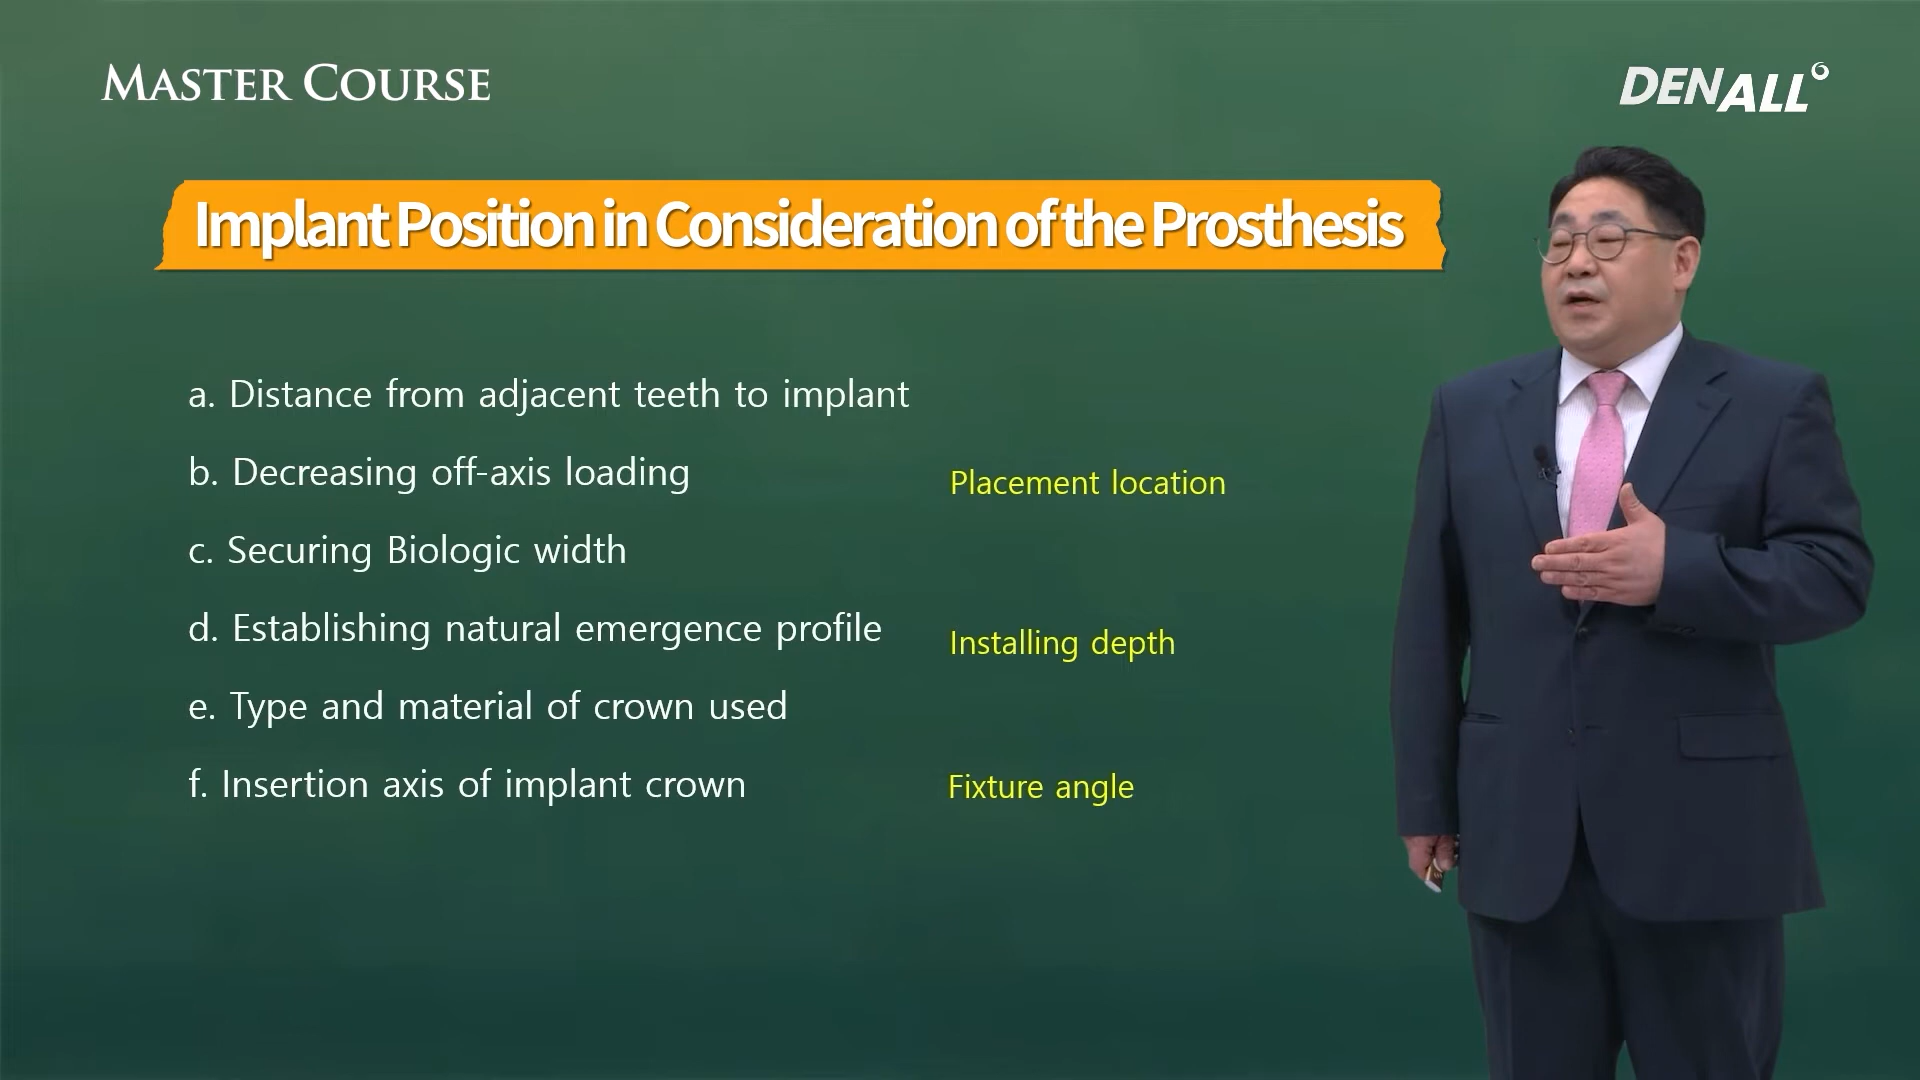 MASTER COURSE
DENALL
Implant Position in Consideration of the Prosthesis
a. Distance from adjacent teeth to implant
b. Decreasing off-axis loading
Placement location
c. Securing Biologic width
d. Establishing natural emergence profile
Installing depth
e. Type and material of crown used
f. Insertion axis of implant crown
Fixture angle